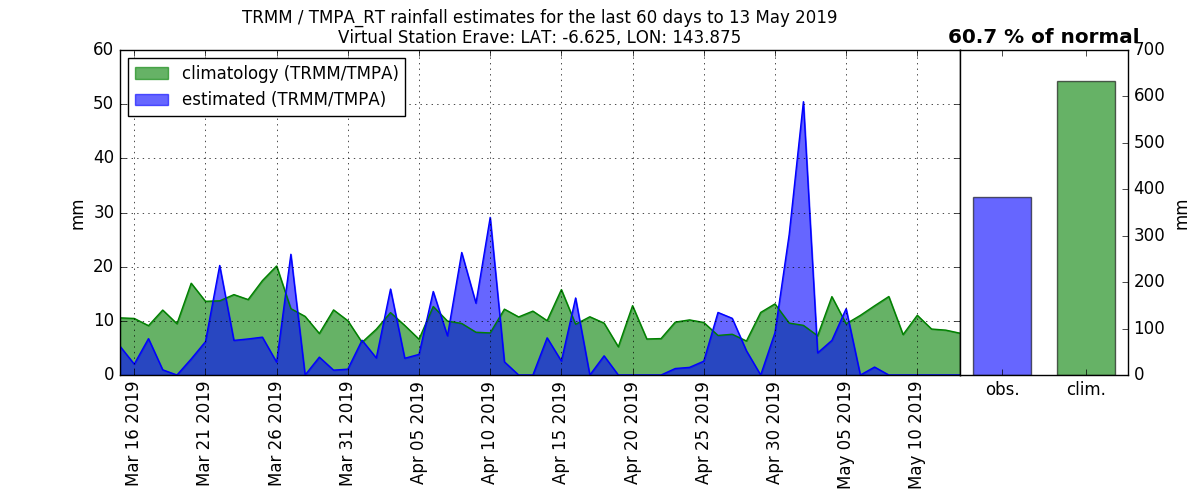 TRMM / TMPA_RT rainfall estimates for the last 60 days to 13 May 2019
Virtual Station Erave: LAT: -6.625, LON: 143.875
60.7 % of normal
climatology (TRMM/TMPA)
estimated (TRMM/TMPA)
60
50
40
30
20
10
0
mm
Mar 16 2019
Mar 21 2019
Mar 26 2019
Mar 31 2019
Apr 05 2019
Apr 10 2019
Apr 15 2019
Apr 20 2019
Apr 25 2019
Apr 30 2019
May 05 2019
May 10 2019
obs.
clim.
700
600
500
400
300
200
100
0
mm